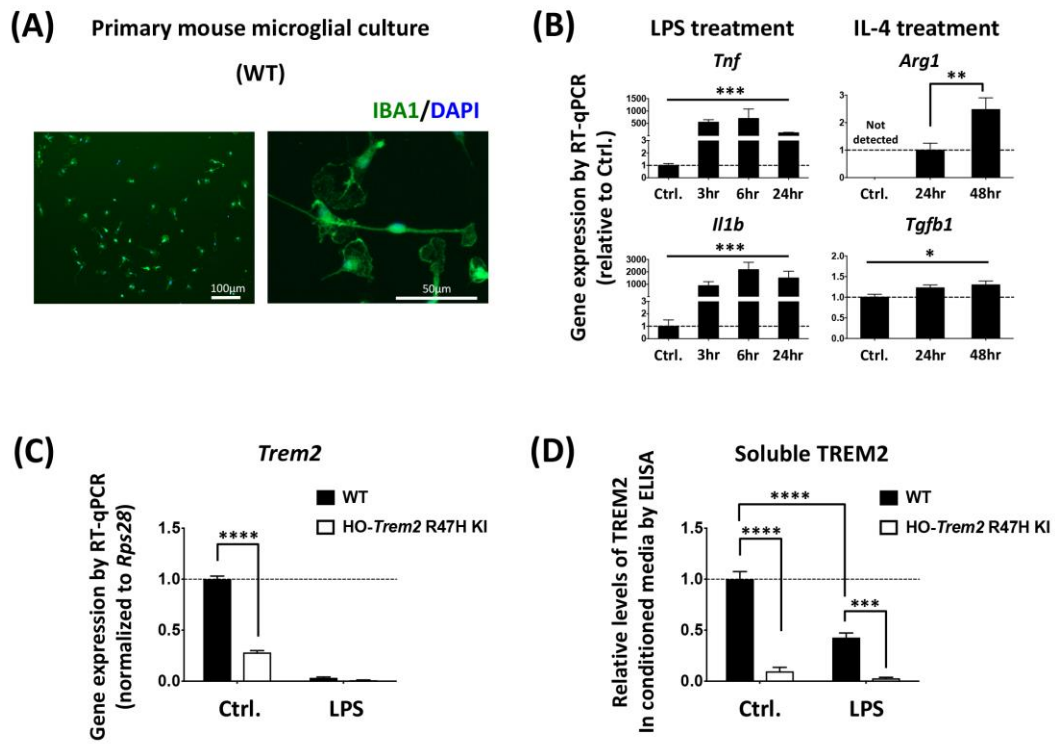 (A)
Primary mouse microglial culture
(WT)
IBA1/DAPI
100µm
50µm
(B)
LPS treatment
IL-4 treatment
Gene expression by RT-qPCR
(relative to Ctrl.)
Tnf
***
1500
1000
500
3
2
1
0
Ctrl. 3hr 6hr 24hr
Arg1
**
Not
detected
3
2
1
0
24hr 48hr
Il1b
***
3000
2000
1000
3
2
1
0
Ctrl. 3hr 6hr 24hr
Tgfb1
*
2.0
1.5
1.0
0.5
0.0
Ctrl. 24hr 48hr
(C)
Trem2
WT
HO-Trem2 R47H KI
Gene expression by RT-qPCR
(normalized to Rps28)
1.5
1.0
0.5
0.0
****
Ctrl. LPS
(D)
Soluble TREM2
WT
HO-Trem2 R47H KI
Relative levels of TREM2
In conditioned media by ELISA
1.5
1.0
0.5
0.0
****
****
***
Ctrl. LPS